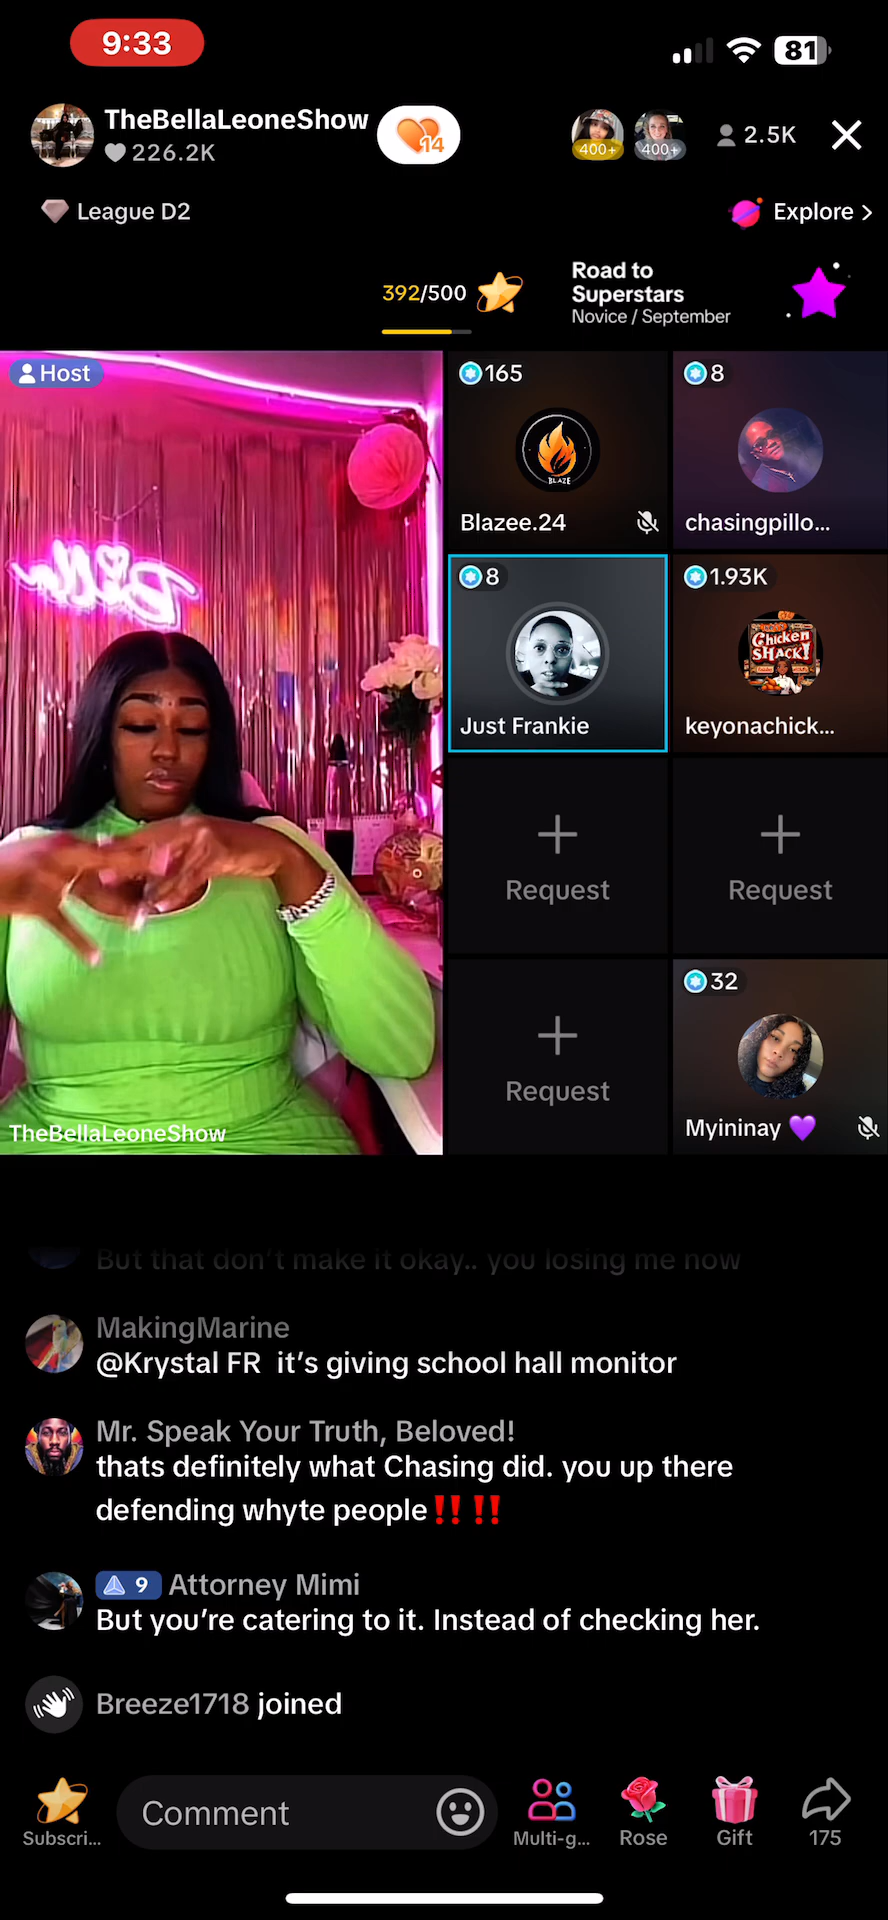 9:33
81
TheBellaLeoneShow
226.2K
14
400+
400+
2.5K
League D2
Explore >
392/500
Road to
Superstars
Novice / September
Host
165
BLAZE
Blazee.24
8
chasingpillo...
Bella
8
Just Frankie
1.93K
Chicken
SHACK!
keyonachick...
Request
Request
Request
32
Myininay 💜
TheBellaLeoneShow
But that don't make it okay.. you losing me now
MakingMarine
@Krystal FR it's giving school hall monitor
Mr. Speak Your Truth, Beloved!
thats definitely what Chasing did. you up there
defending whyte people‼️‼️
9 Attorney Mimi
But you're catering to it. Instead of checking her.
Breeze1718 joined
Subscri...
Comment
Multi-g...
Rose
Gift
175